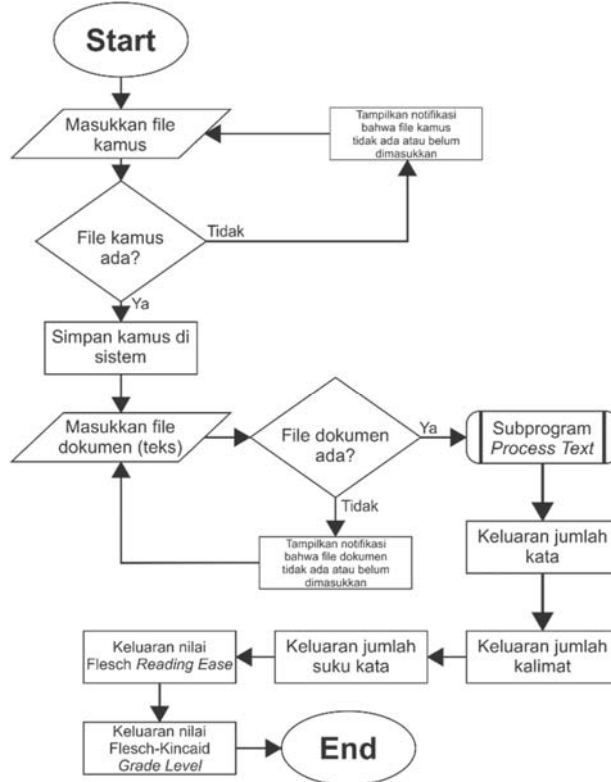 Start
Masukkan file
kamus
Tampilkan notifikasi
bahwa file kamus
tidak ada atau belum
dimasukkan
File kamus
ada?
Tidak
Ya
Simpan kamus di
sistem
Masukkan file
dokumen (teks)
File dokumen
ada?
Ya
Subprogram
Process Text
Tidak
Tampilkan notifikasi
bahwa file dokumen
tidak ada atau belum
dimasukkan
Keluaran jumlah
kata
Keluaran jumlah
kalimat
Keluaran jumlah
suku kata
Keluaran nilai
Flesch Reading Ease
Keluaran nilai
Flesch-Kincaid
Grade Level
End